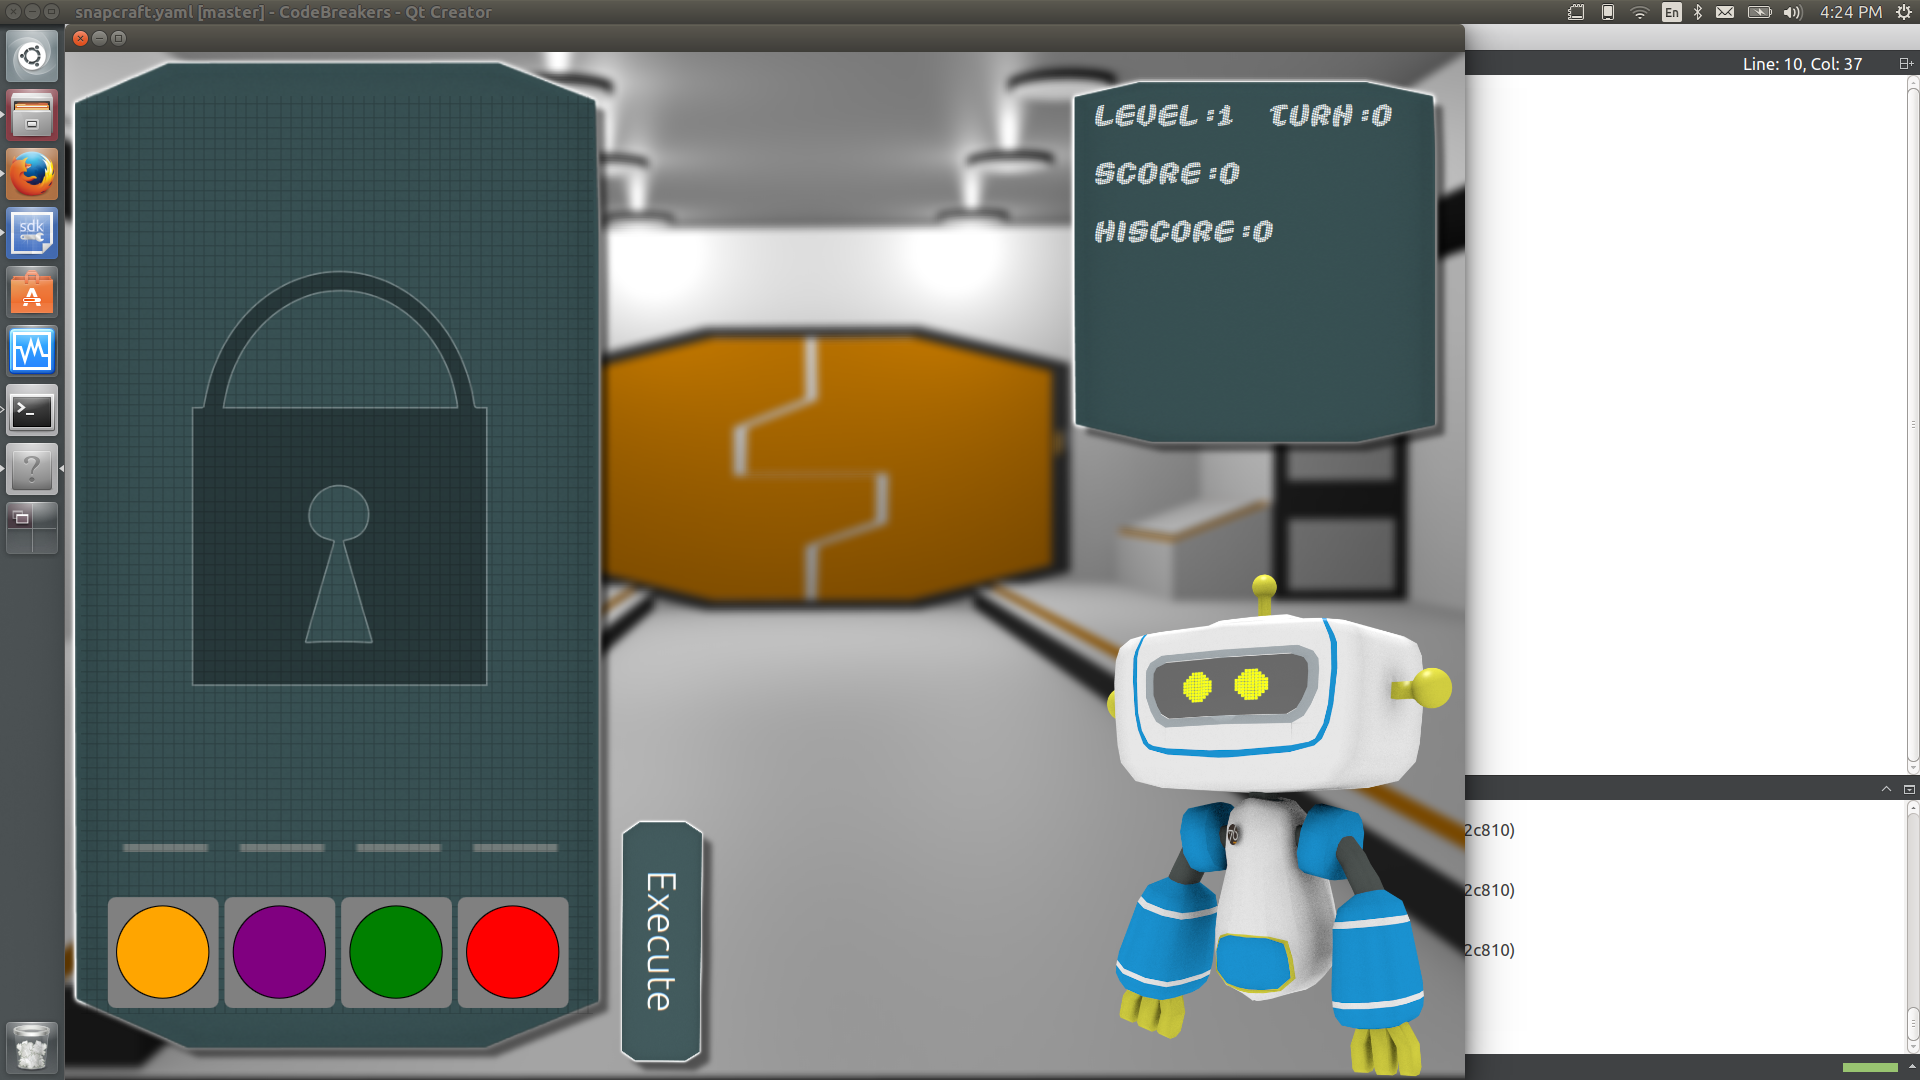 snapcraft.yaml [master] - CodeBreakers - Qt Creator
En
4:24 PM
Line: 10, Col: 37
LEVEL:1 TURN:0
SCORE:0
HISCORE:0
sdk
Execute
2c810)
2c810)
2c810)